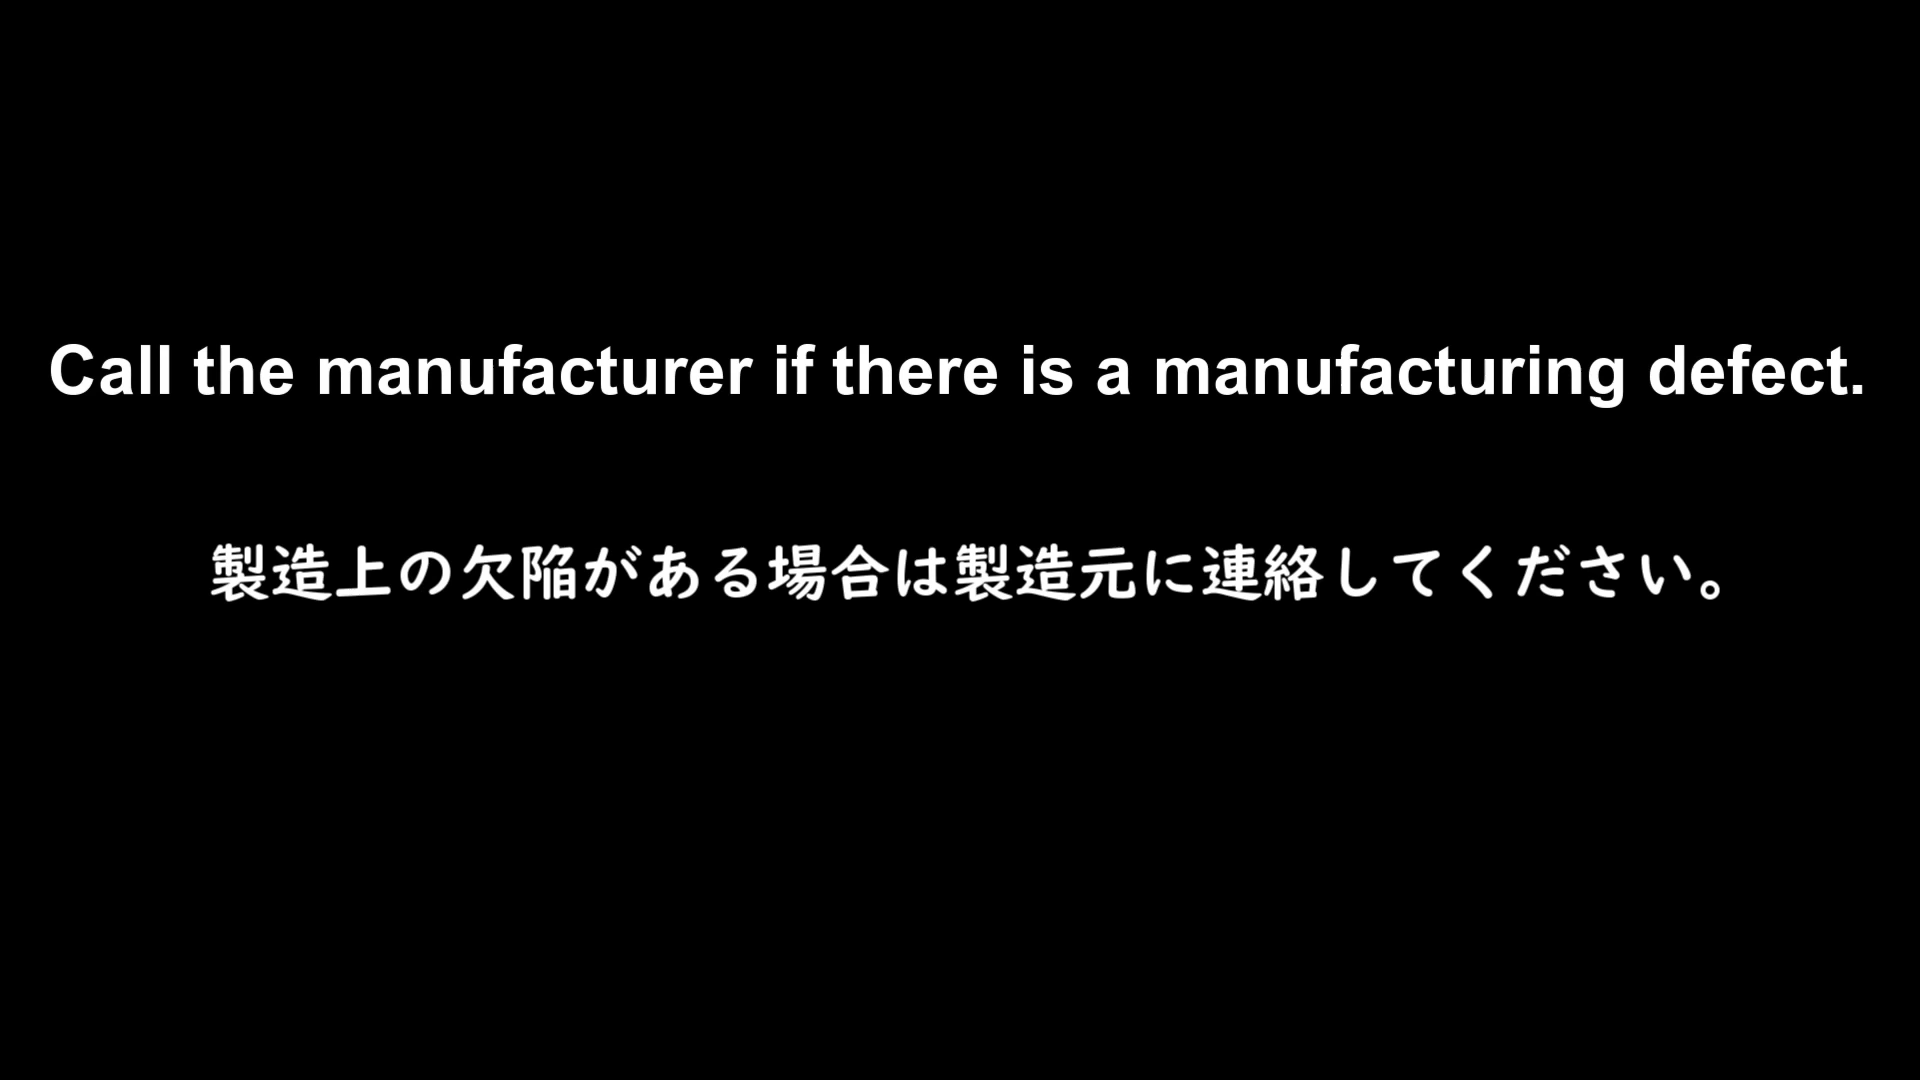 Call the manufacturer if there is a manufacturing defect.
製造上の欠陥がある場合は製造元に連絡してください。